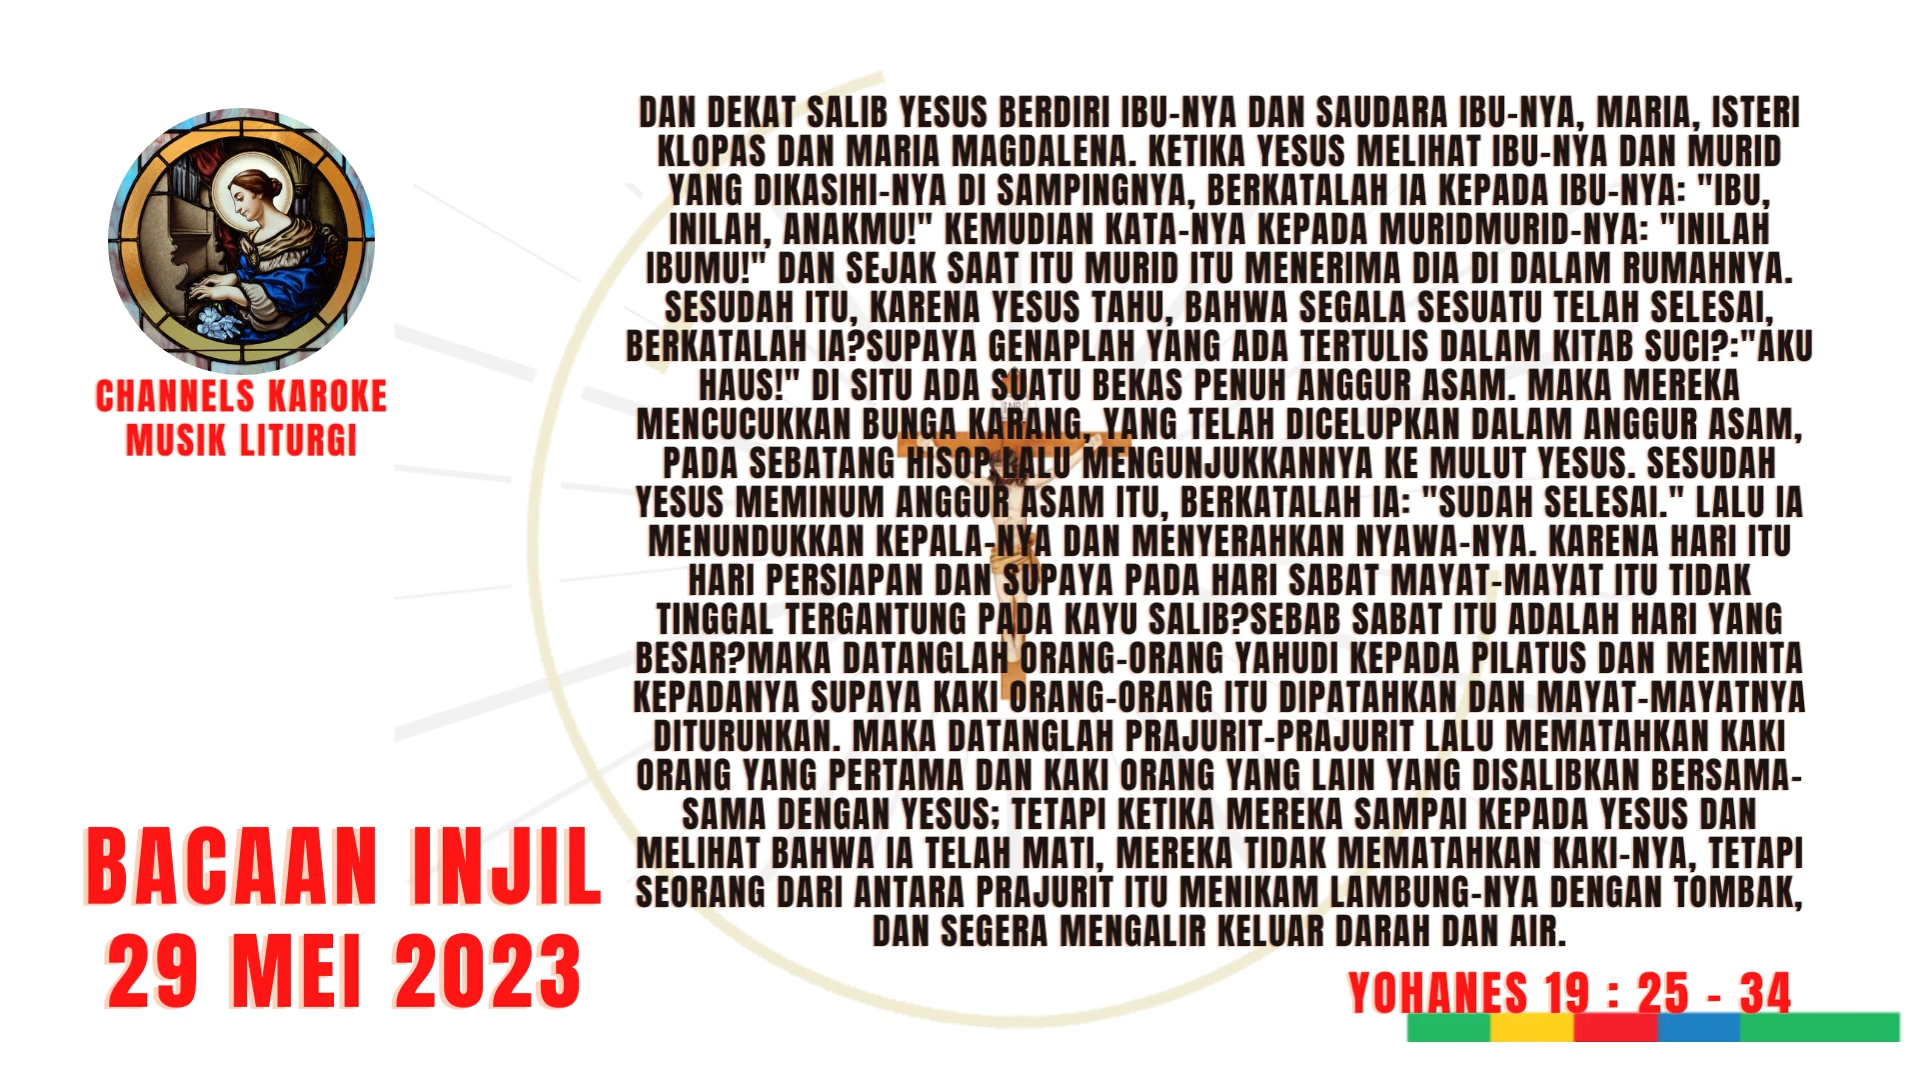 CHANNELS KAROKE
MUSIK LITURGI
BACAAN INJIL
29 MEI 2023
DAN DEKAT SALIB YESUS BERDIRI IBU-NYA DAN SAUDARA IBU-NYA, MARIA, ISTERI
KLOPAS DAN MARIA MAGDALENA. KETIKA YESUS MELIHAT IBU-NYA DAN MURID
YANG DIKASIHI-NYA DI SAMPINGNYA, BERKATALAH IA KEPADA IBU-NYA: "IBU,
INILAH, ANAKMU!" KEMUDIAN KATA-NYA KEPADA MURIDMURID-NYA: "INILAH
IBUMU!" DAN SEJAK SAAT ITU MURID ITU MENERIMA DIA DI DALAM RUMAHNYA.
SESUDAH ITU, KARENA YESUS TAHU, BAHWA SEGALA SESUATU TELAH SELESAI,
BERKATALAH IA?SUPAYA GENAPLAH YANG ADA TERTULIS DALAM KITAB SUCI?:"AKU
HAUS!" DI SITU ADA SUATU BEKAS PENUH ANGGUR ASAM. MAKA MEREKA
MENCUCUKKAN BUNGA KARANG, YANG TELAH DICELUPKAN DALAM ANGGUR ASAM,
PADA SEBATANG HISOP LALU MENGUNJUKKANNYA KE MULUT YESUS. SESUDAH
YESUS MEMINUM ANGGUR ASAM ITU, BERKATALAH IA: "SUDAH SELESAI." LALU IA
MENUNDUKKAN KEPALA-NYA DAN MENYERAHKAN NYAWA-NYA. KARENA HARI ITU
HARI PERSIAPAN DAN SUPAYA PADA HARI SABAT MAYAT-MAYAT ITU TIDAK
TINGGAL TERGANTUNG PADA KAYU SALIB?SEBAB SABAT ITU ADALAH HARI YANG
BESAR?MAKA DATANGLAH ORANG-ORANG YAHUDI KEPADA PILATUS DAN MEMINTA
KEPADANYA SUPAYA KAKI ORANG-ORANG ITU DIPATAHKAN DAN MAYAT-MAYATNYA
DITURUNKAN. MAKA DATANGLAH PRAJURIT-PRAJURIT LALU MEMATAHKAN KAKI
ORANG YANG PERTAMA DAN KAKI ORANG YANG LAIN YANG DISALIBKAN BERSAMA-
SAMA DENGAN YESUS; TETAPI KETIKA MEREKA SAMPAI KEPADA YESUS DAN
MELIHAT BAHWA IA TELAH MATI, MEREKA TIDAK MEMATAHKAN KAKI-NYA, TETAPI
SEORANG DARI ANTARA PRAJURIT ITU MENIKAM LAMBUNG-NYA DENGAN TOMBAK,
DAN SEGERA MENGALIR KELUAR DARAH DAN AIR.
YOHANES 19 : 25 - 34